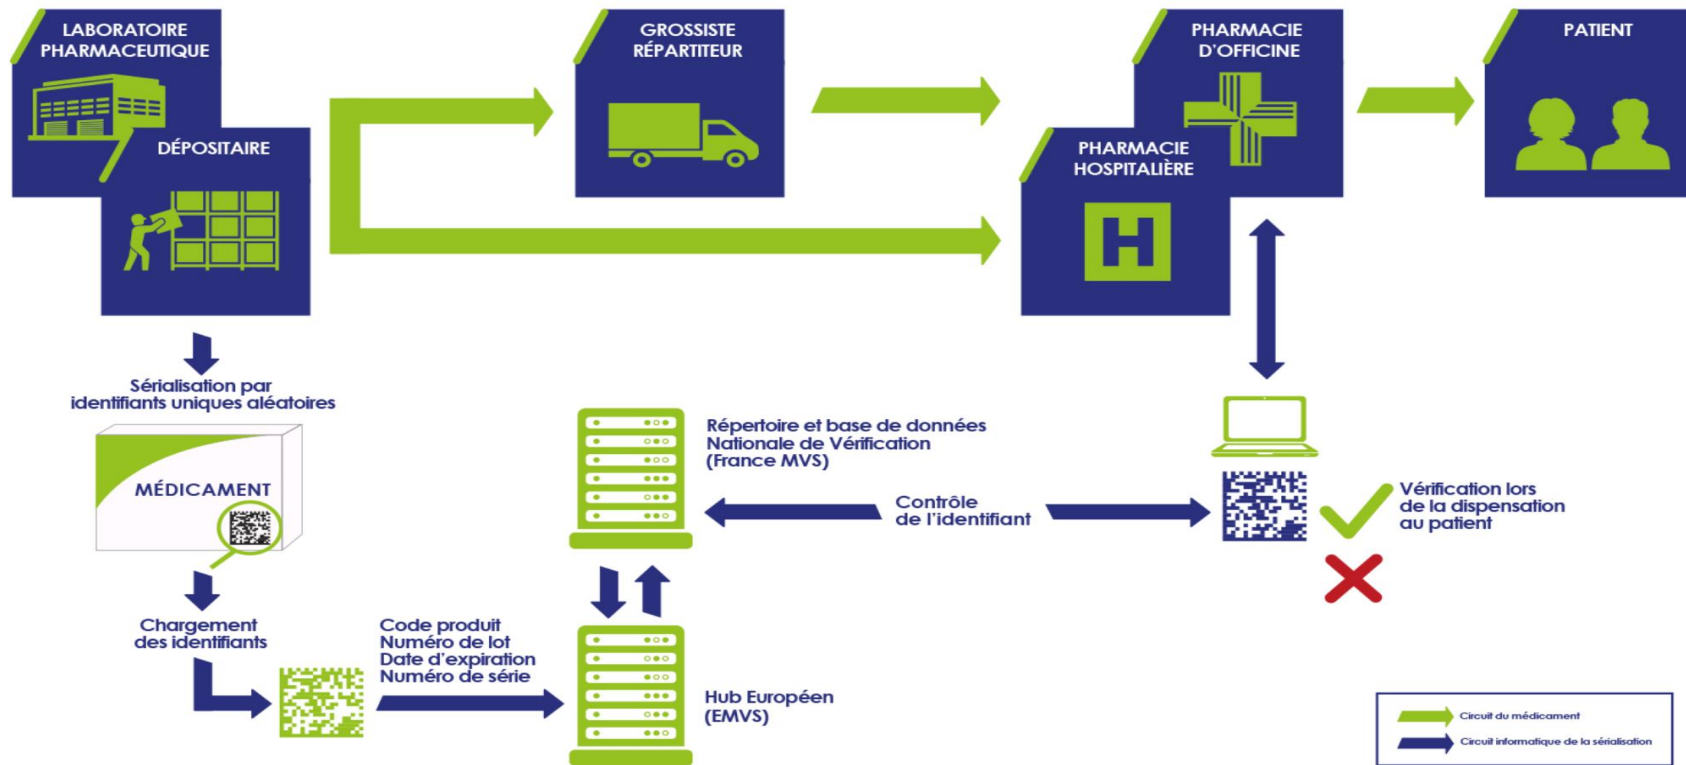 LABORATOIRE
PHARMACEUTIQUE
DÉPOSITAIRE
GROSSISTE
RÉPARTITEUR
PHARMACIE
D'OFFICINE
PHARMACIE
HOSPITALIÈRE
H
PATIENT
Sérialisation par
identifiants uniques aléatoires
MÉDICAMENT
Chargement
des identifiants
Code produit
Numéro de lot
Date d'expiration
Numéro de série
Répertoire et base de données
Nationale de Vérification
(France MVS)
Hub Européen
(EMVS)
Contrôle
de l'identifiant
Vérification lors
de la dispensation
au patient
Circuit du médicament
Circuit informatique de la sérialisation